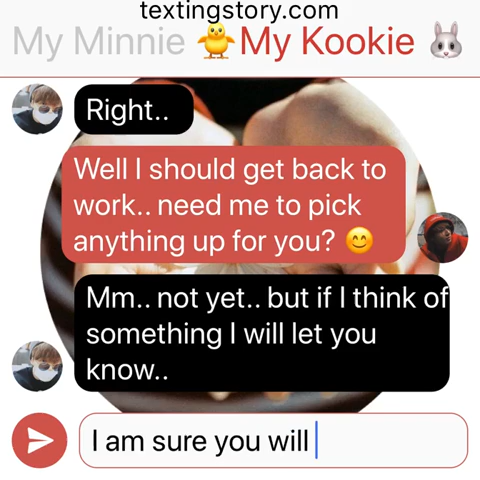 textingstory.com
My Minnie 🐥My Kookie 🐰
Right..
Well I should get back to
work.. need me to pick
anything up for you? 😊
Mm.. not yet.. but if I think of
something I will let you
know..
I am sure you will